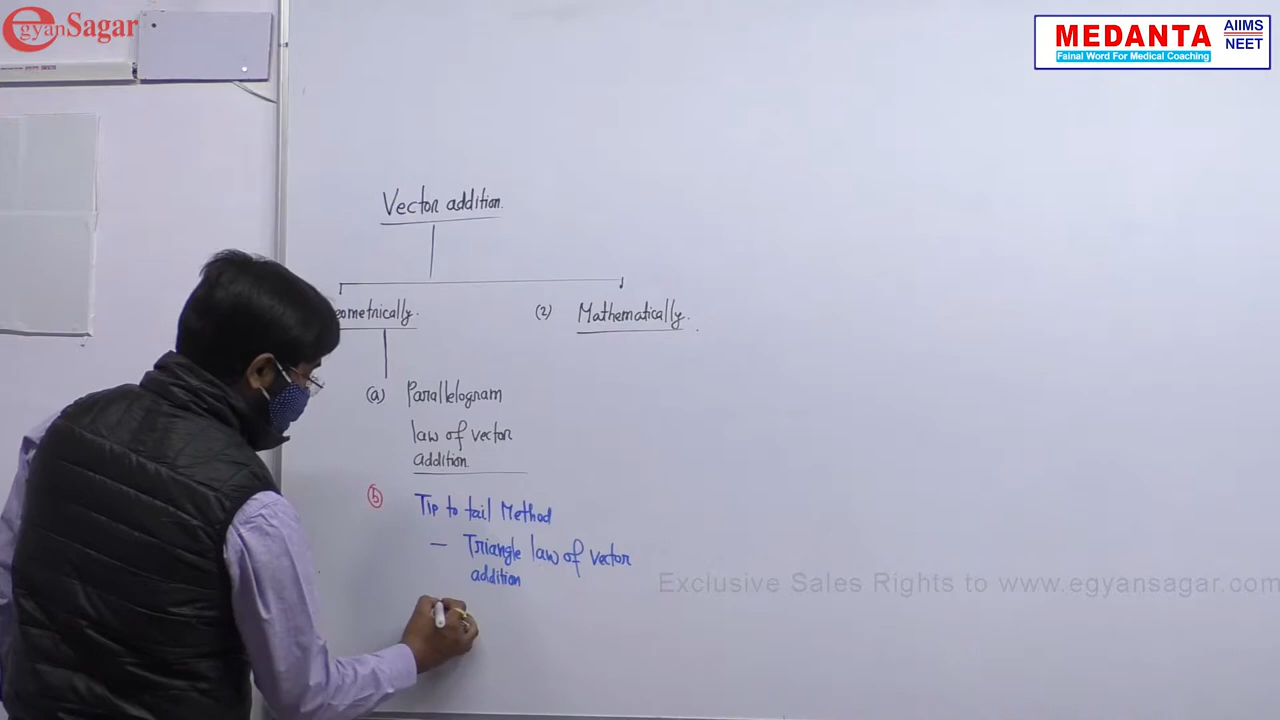 egyanSagar
MEDANTA
AIIMS
NEET
Fainal Word For Medical Coaching
Vector addition.
eometrically.
(2) Mathematically.
(a) Parallelogram
law of vector
addition.
(b) Tip to tail Method
— Triangle law of vector
addition
Exclusive Sales Rights to www.egyansagar.com